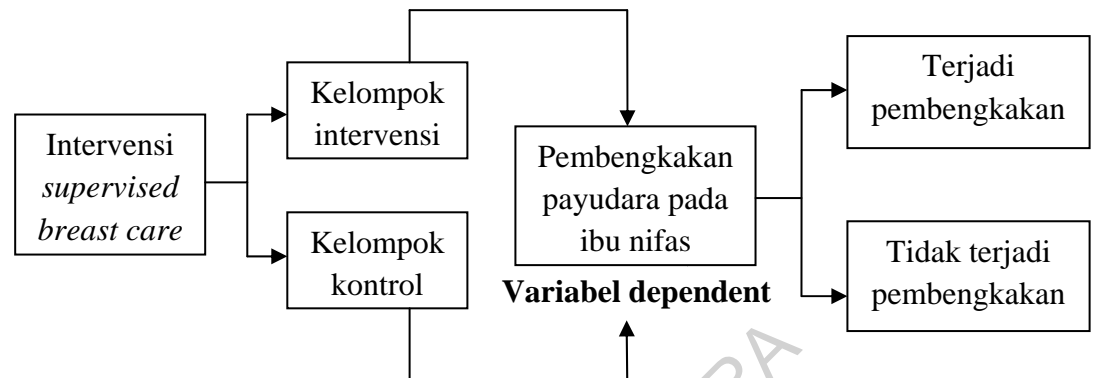 Intervensi
supervised
breast care
Kelompok
intervensi
Kelompok
kontrol
Pembengkakan
payudara pada
ibu nifas
Variabel dependent
Terjadi
pembengkakan
Tidak terjadi
pembengkakan
RA